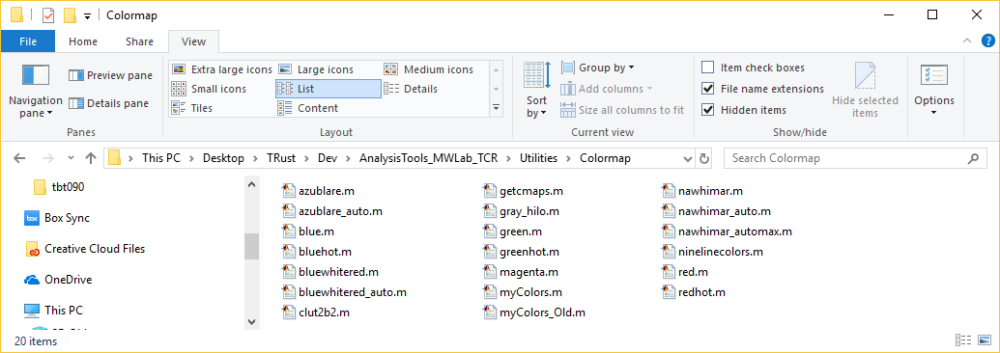 Colormap
File Home Share View
Navigation pane
Preview pane
Details pane
Panes
Extra large icons Large icons Medium icons
Small icons List Details
Tiles Content
Layout
Sort by
Group by
Add columns
Size all columns to fit
Current view
Item check boxes
File name extensions
Hidden items
Hide selected items
Show/hide
Options
This PC Desktop TRust Dev AnalysisTools_MWLab_TCR Utilities Colormap
Search Colormap
tbt090
box Box Sync
Creative Cloud Files
OneDrive
This PC
azublare.m
azublare_auto.m
blue.m
bluehot.m
bluewhitered.m
bluewhitered_auto.m
clut2b2.m
getcmaps.m
gray_hilo.m
green.m
greenhot.m
magenta.m
myColors.m
myColors_Old.m
nawhimar.m
nawhimar_auto.m
nawhimar_automax.m
ninelinecolors.m
red.m
redhot.m
20 items